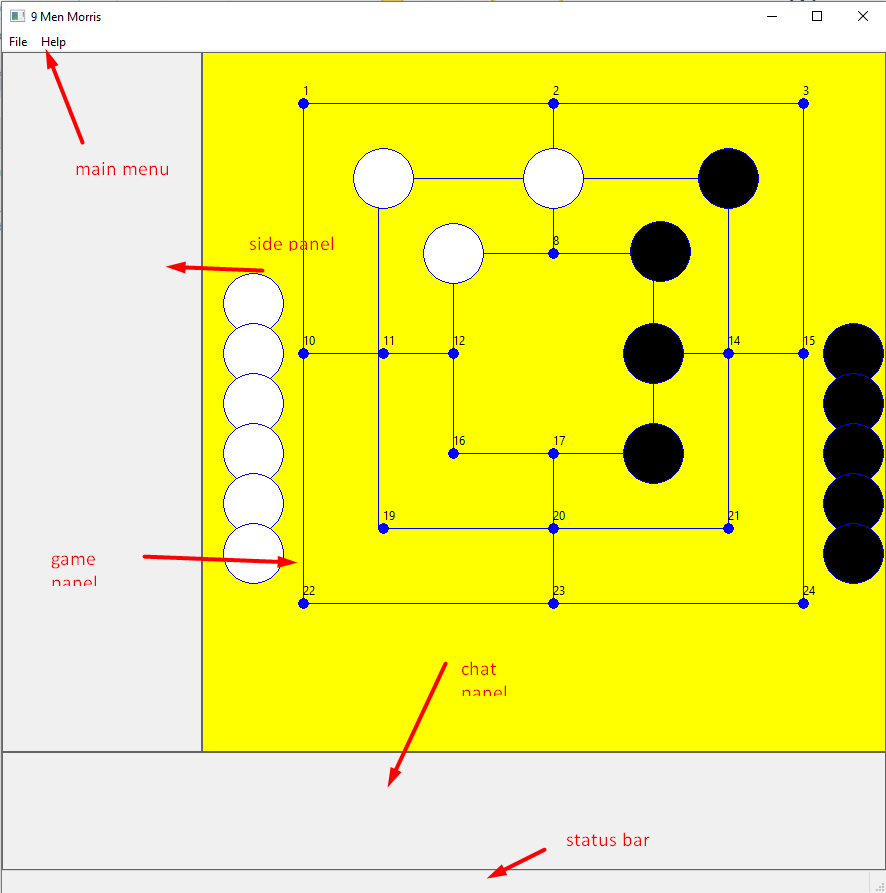 9 Men Morris
File Help
1 2 3
main menu
side panel
8
10 11 12 14 15
16 17
19 20 21
game
panel
22 23 24
chat
panel
status bar